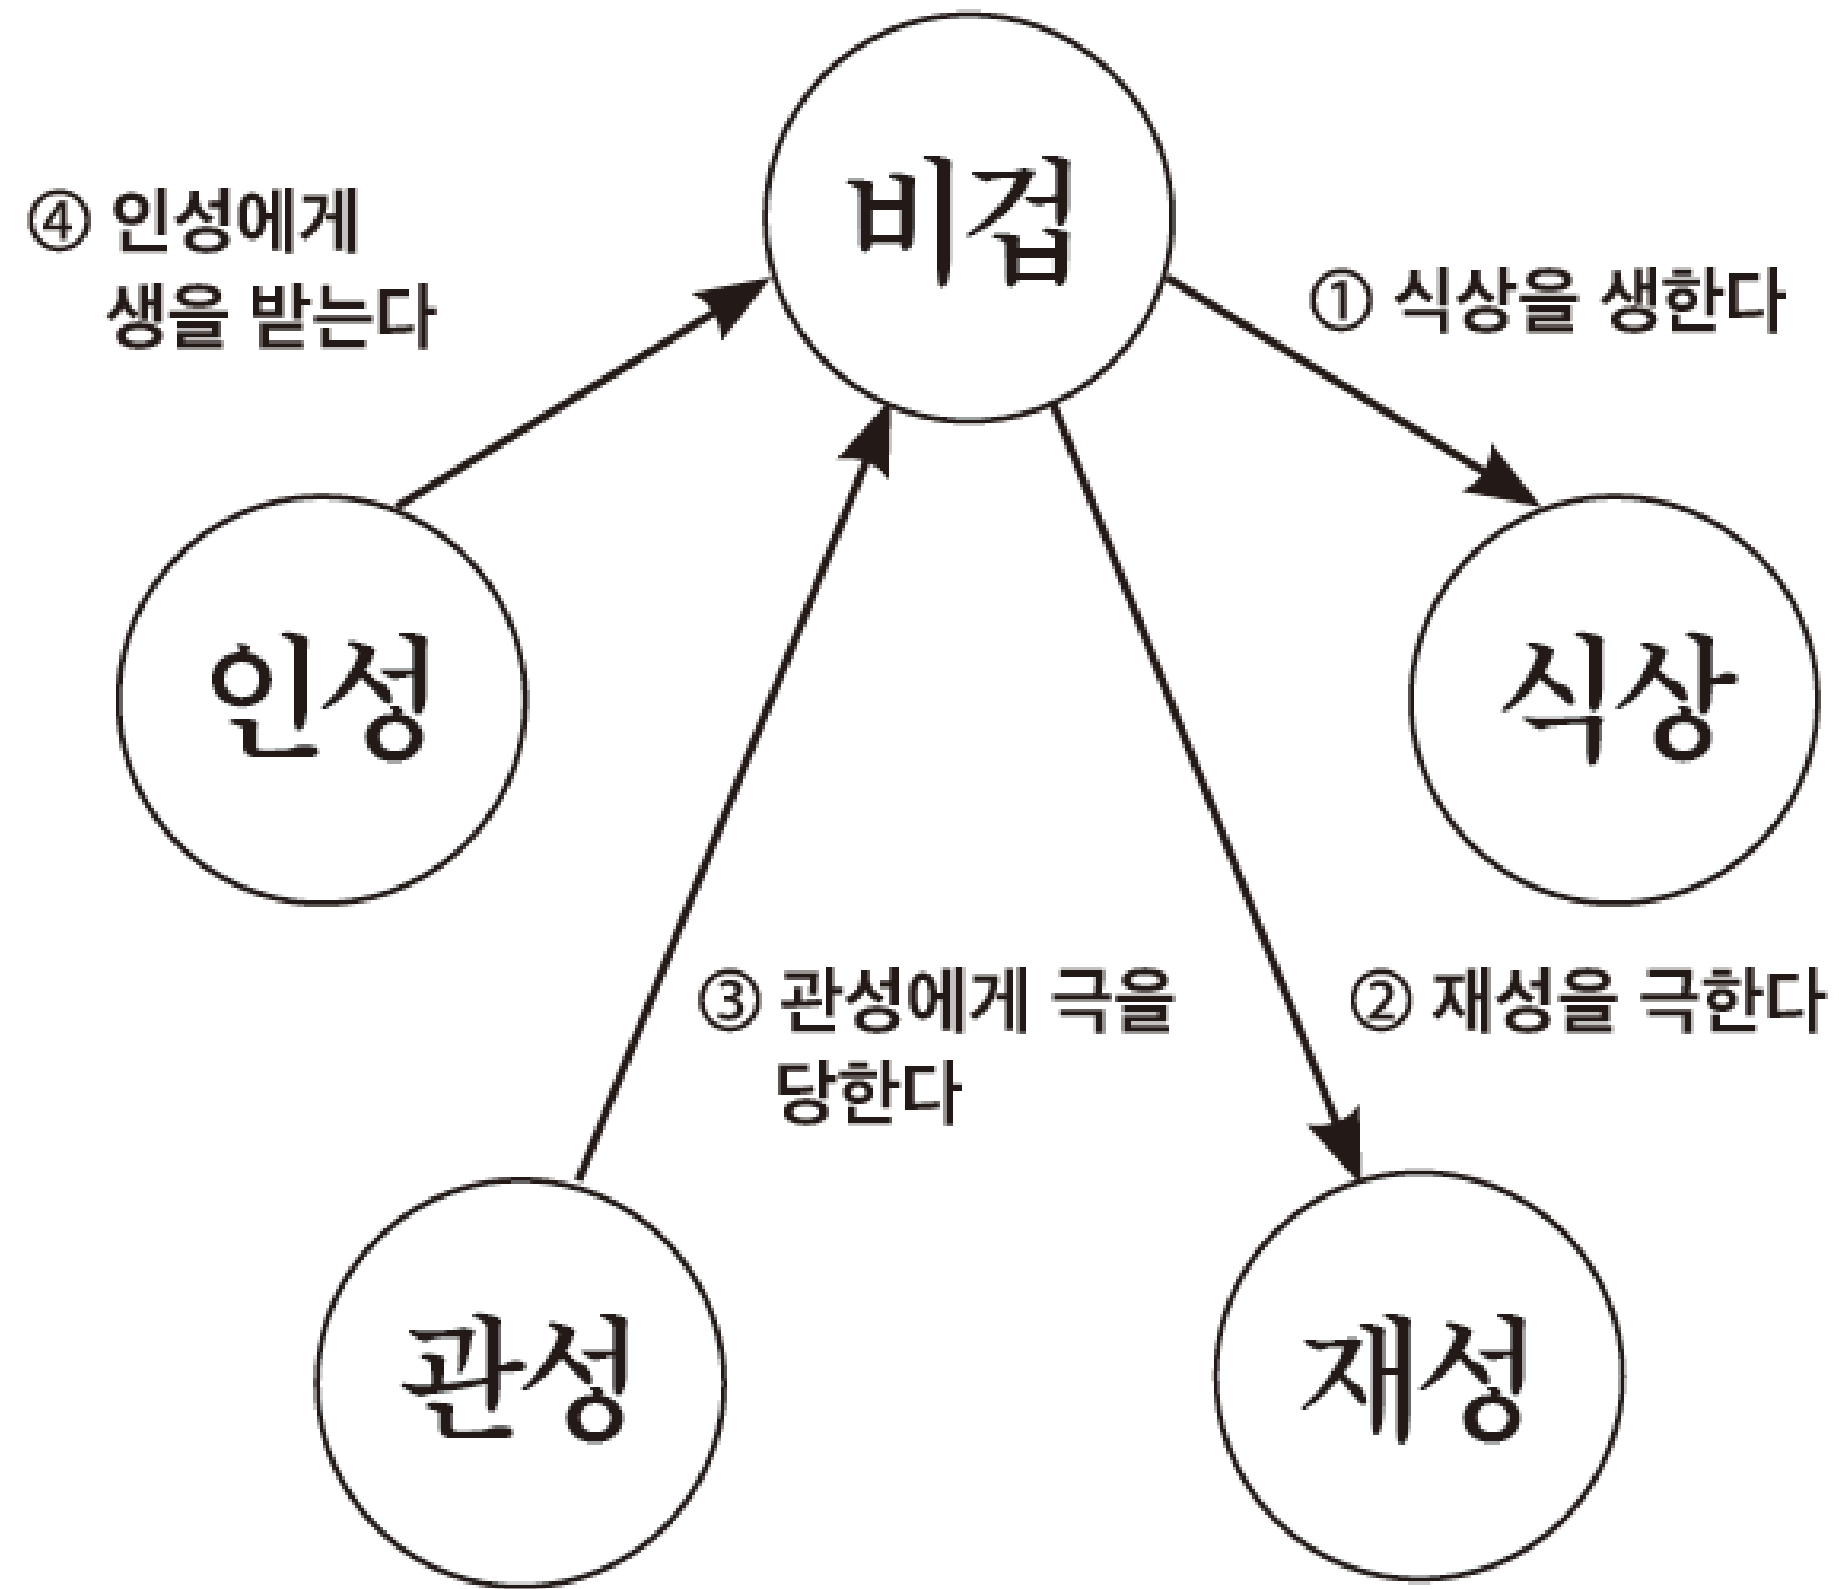 비겁
④ 인성에게
생을 받는다
① 식상을 생한다
인성
식상
③ 관성에게 극을
당한다
② 재성을 극한다
관성
재성